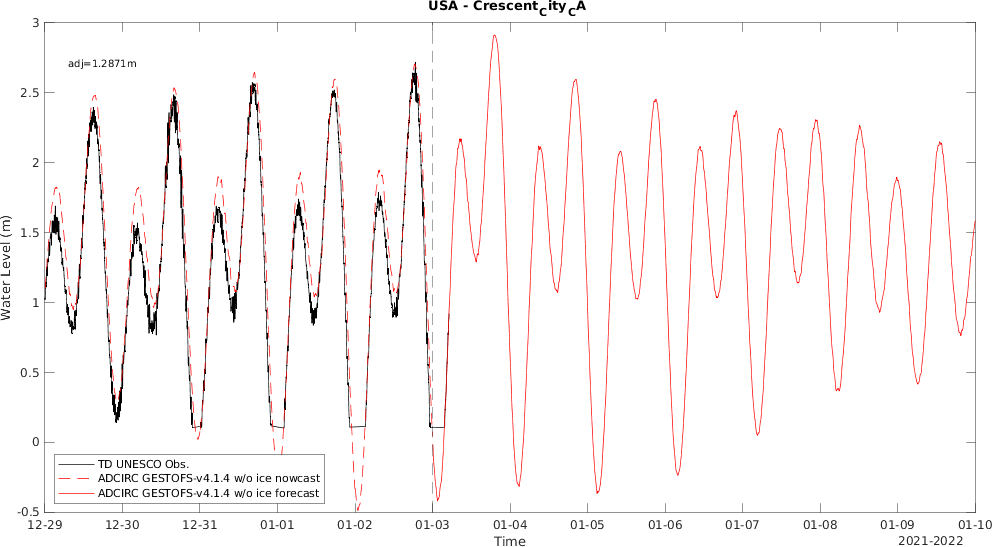 USA - CrescentCityCA
3
adj=1.2871m
2.5
2
1.5
Water Level (m)
1
0.5
0
TD UNESCO Obs.
ADCIRC GESTOFS-v4.1.4 w/o ice nowcast
ADCIRC GESTOFS-v4.1.4 w/o ice forecast
-0.5
12-29 12-30 12-31 01-01 01-02 01-03 01-04 01-05 01-06 01-07 01-08 01-09 01-10
Time
2021-2022